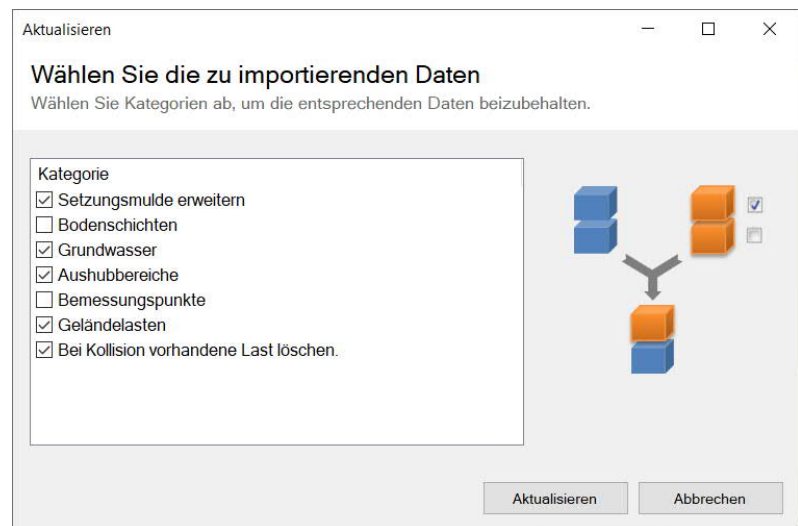 Aktualisieren
Wählen Sie die zu importierenden Daten
Wählen Sie Kategorien ab, um die entsprechenden Daten beizubehalten.
Kategorie
Setzungsmulde erweitern
Bodenschichten
Grundwasser
Aushubbereiche
Bemessungspunkte
Geländelasten
Bei Kollision vorhandene Last löschen.
Aktualisieren
Abbrechen